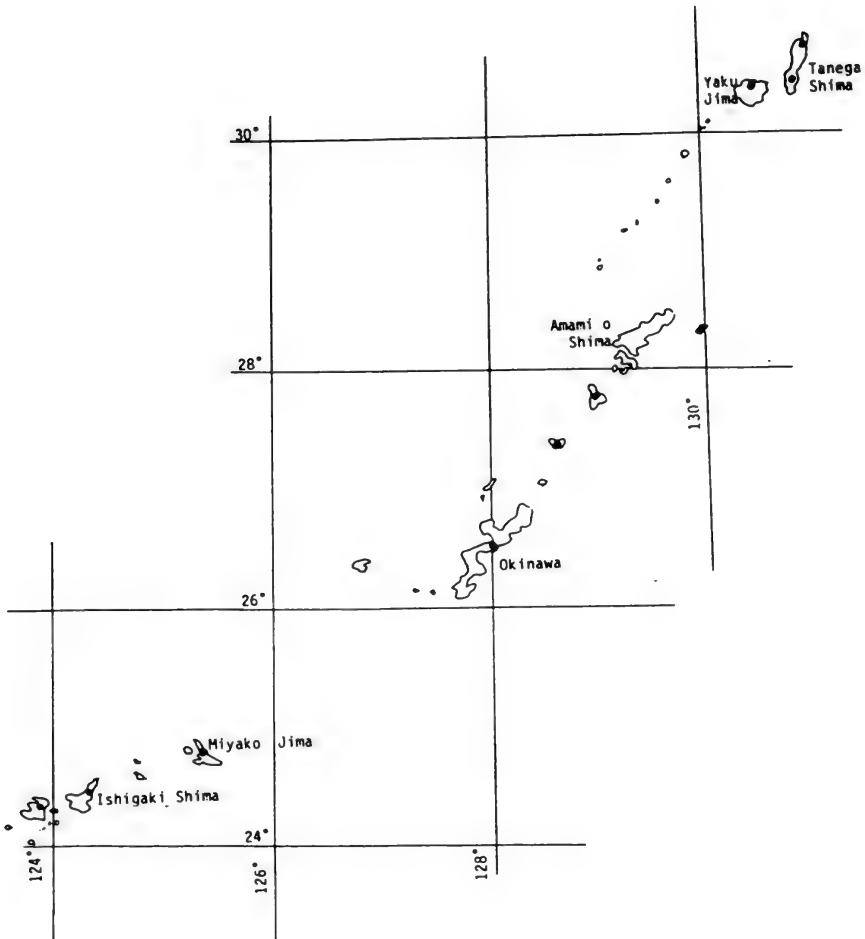 Yaku
Jima
Tanega
Shima
30°
Amami o
Shima
28°
130°
Okinawa
26°
Miyako Jima
Ishigaki Shima
24°
124°
126°
128°